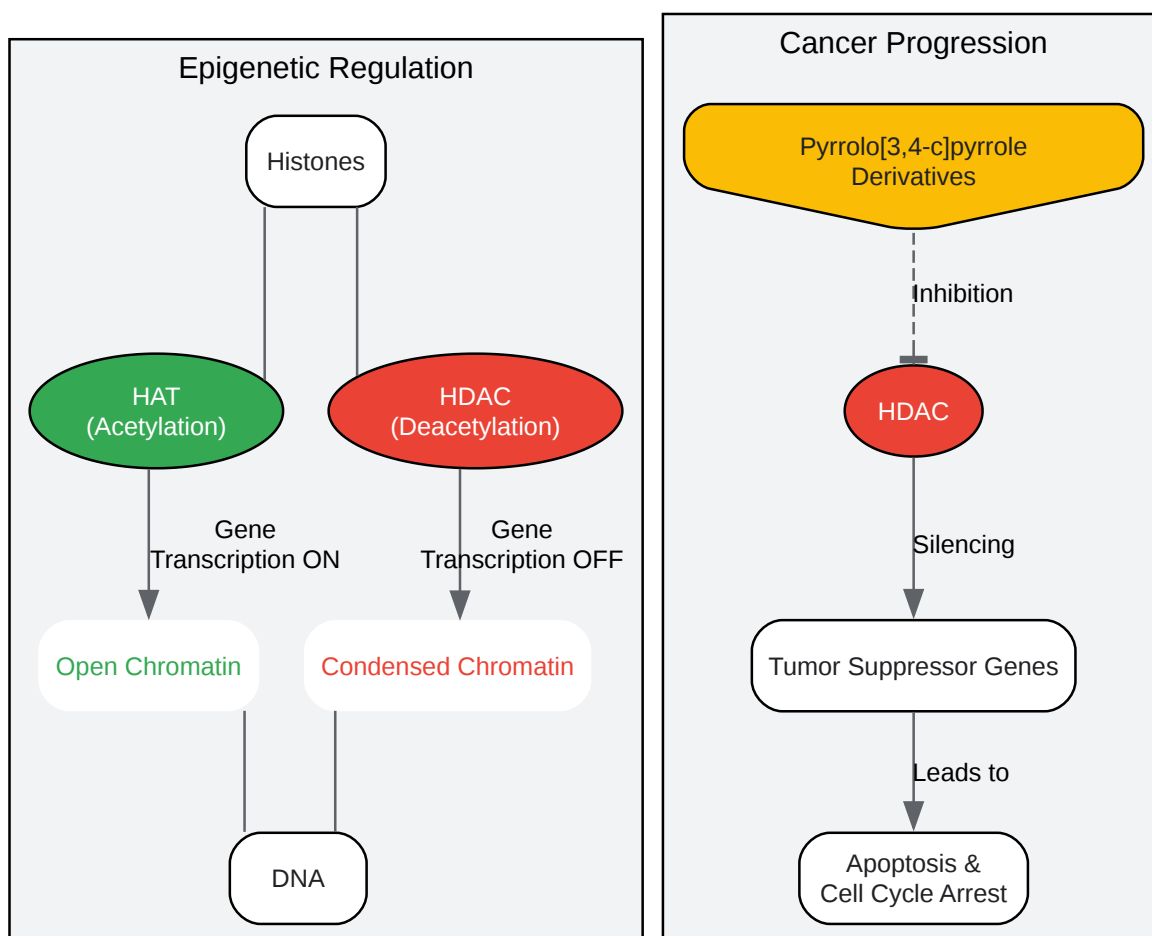 Epigenetic Regulation
Histones
HAT
(Acetylation)
HDAC
(Deacetylation)
Gene
Transcription ON
Gene
Transcription OFF
Open Chromatin
Condensed Chromatin
DNA
Cancer Progression
Pyrrolo[3,4-c]pyrrole
Derivatives
Inhibition
HDAC
Silencing
Tumor Suppressor Genes
Leads to
Apoptosis &
Cell Cycle Arrest